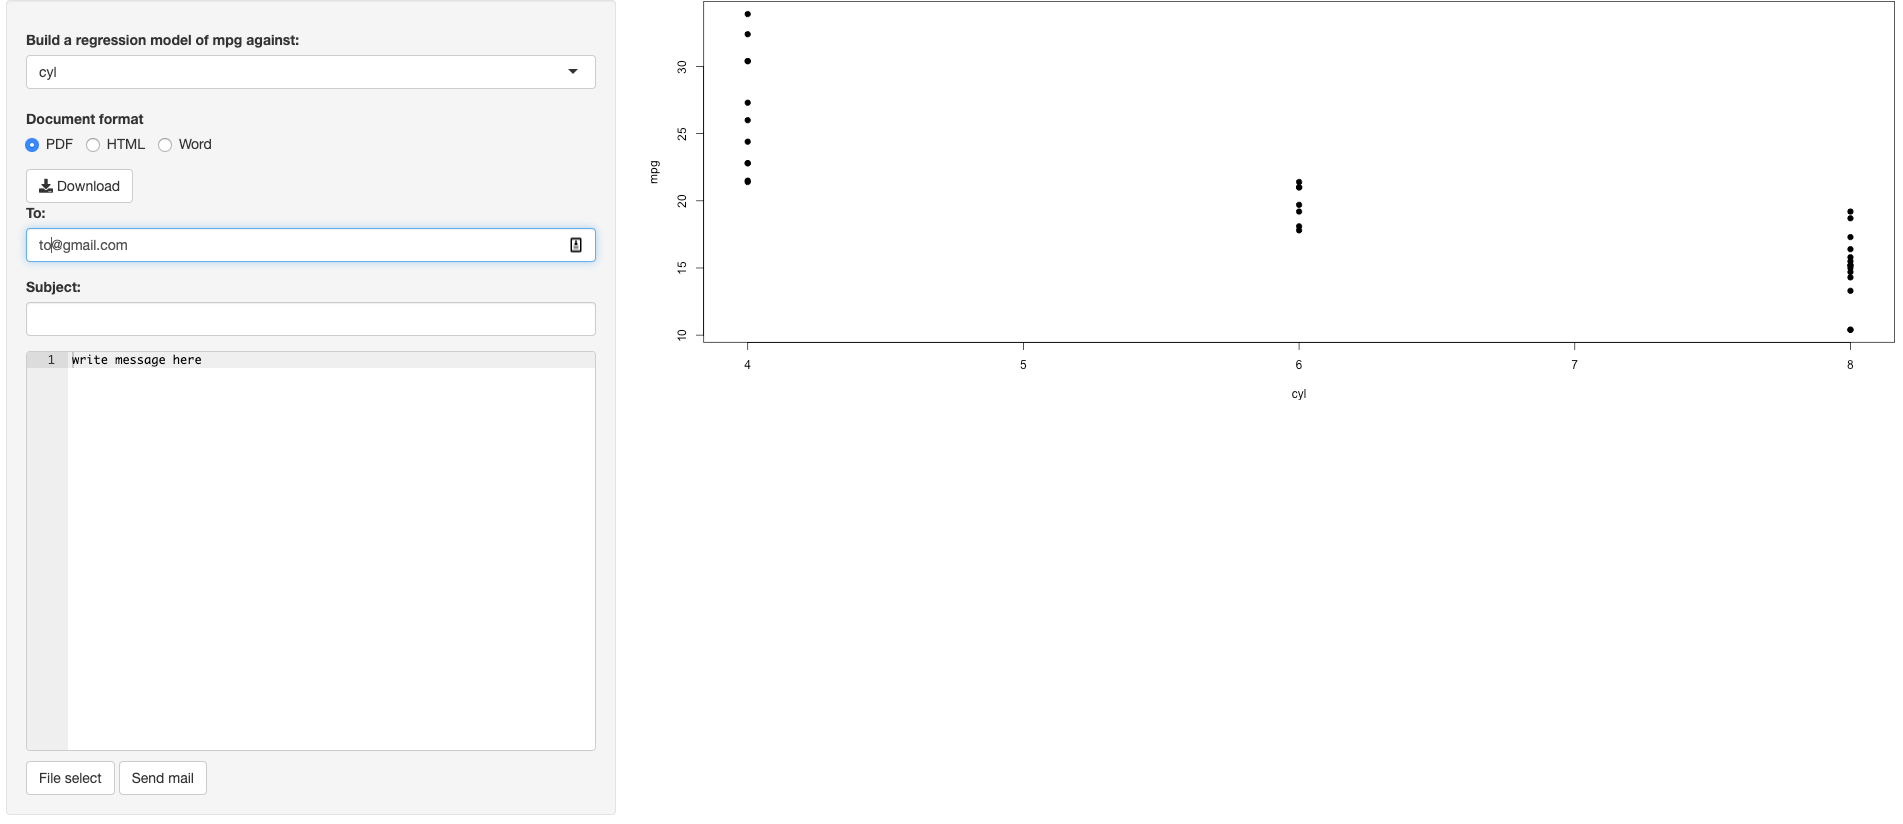 Build a regression model of mpg against:
cyl
Document format
PDF HTML Word
Download
To:
to@gmail.com
Subject:
1 write message here
File select Send mail
30
25
20
15
10
mpg
4 5 6 7 8
cyl